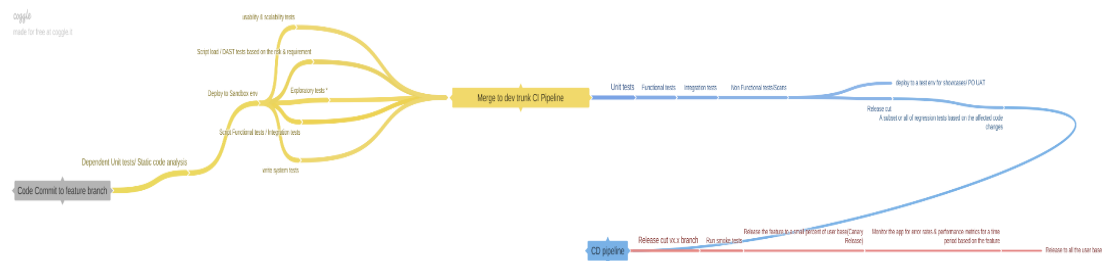 coggle
made for free at coggle.it
usability & scalability tests
Script load / DAST tests based on the risk & requirement
Deploy to Sandbox env
Exploratory tests *
Script Functional tests / Integration tests
write system tests
Dependent Unit tests/ Static code analysis
Code Commit to feature branch
Merge to dev trunk CI Pipeline
Unit tests
Functional tests
Integration tests
Non Functional tests/Scans
deploy to a test env for showcases/ PO UAT
Release cut
A subset or all of regression tests based on the affected code
changes
CD pipeline
Release cut vx.x branch
Run smoke tests
Release the feature to a small percent of user base(Canary
Release)
Monitor the app for error rates & performance metrics for a time
period based on the feature
Release to all the user base